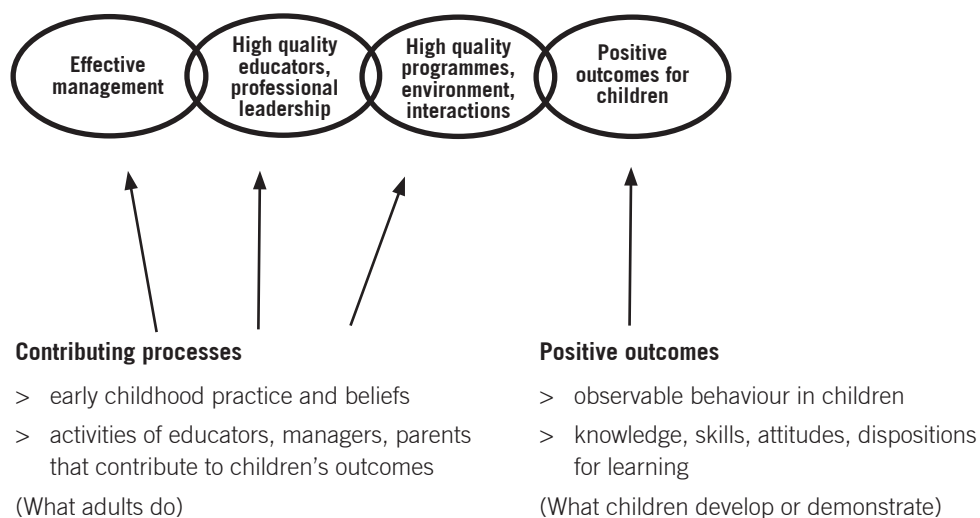 Effective
management
High quality
educators,
professional
leadership
High quality
programmes,
environment,
interactions
Positive
outcomes for
children
Contributing processes
> early childhood practice and beliefs
> activities of educators, managers, parents
that contribute to children's outcomes
(What adults do)
Positive outcomes
> observable behaviour in children
> knowledge, skills, attitudes, dispositions
for learning
(What children develop or demonstrate)